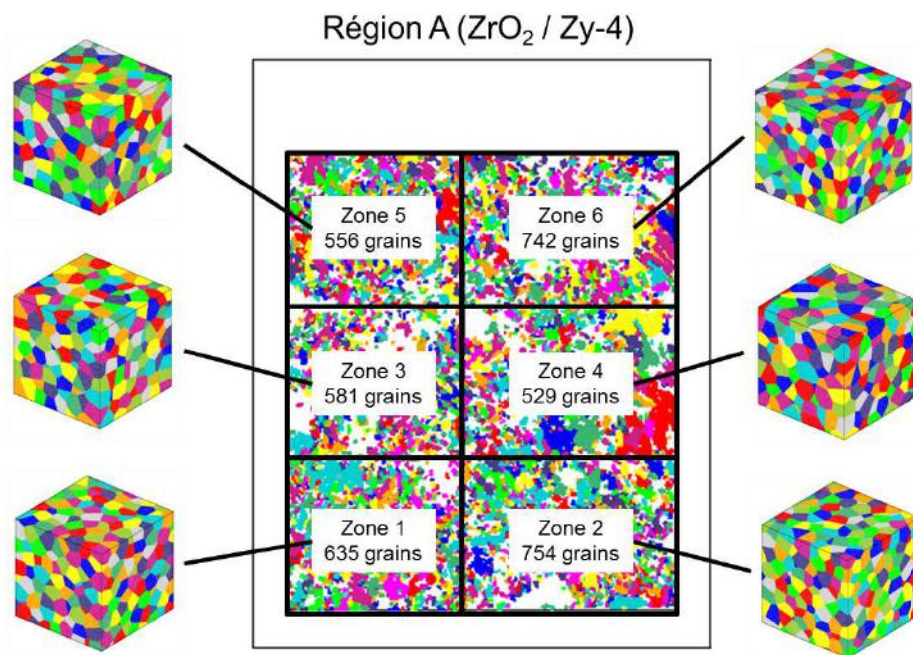 Région A (ZrO₂ / Zy-4)
Zone 5
556 grains
Zone 6
742 grains
Zone 3
581 grains
Zone 4
529 grains
Zone 1
635 grains
Zone 2
754 grains